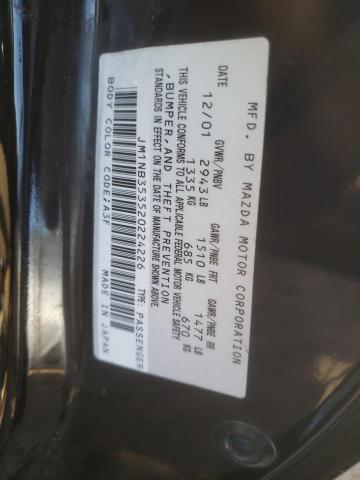 MFD. BY MAZDA MOTOR CORPORATION
DATE GVWR/PNBV GAWR/PNBE FRT GAWR/PNBE RR
12/01 2943 LB 1510 LB 1477 LB
1335 KG 685 KG 670 KG
THIS VEHICLE CONFORMS TO ALL APPLICABLE FEDERAL MOTOR VEHICLE SAFETY
, BUMPER, AND THEFT PREVENTION
STANDARDS IN EFFECT ON THE DATE OF MANUFACTURE SHOWN ABOVE.
JM1NB353520224226 TYPE: PASSENGER
BODY COLOR CODE: A3F MADE IN JAPAN